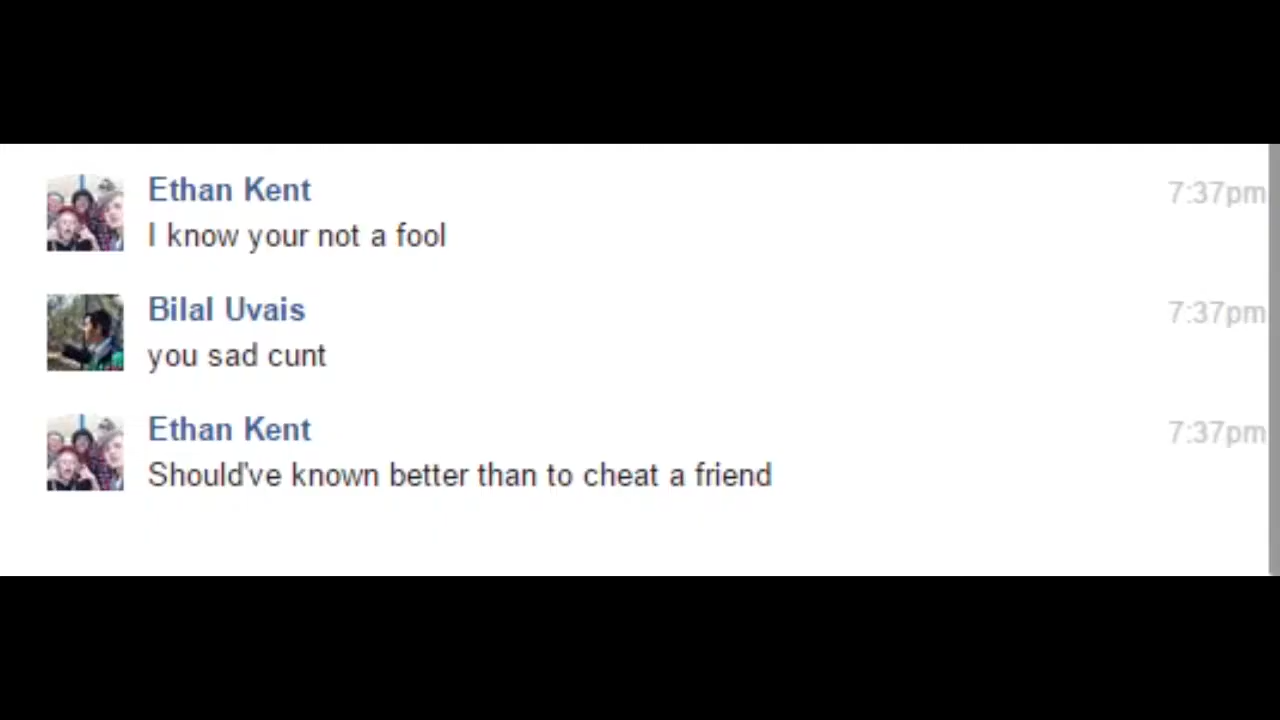 Ethan Kent
7:37pm
I know your not a fool
Bilal Uvais
7:37pm
you sad cunt
Ethan Kent
7:37pm
Should've known better than to cheat a friend